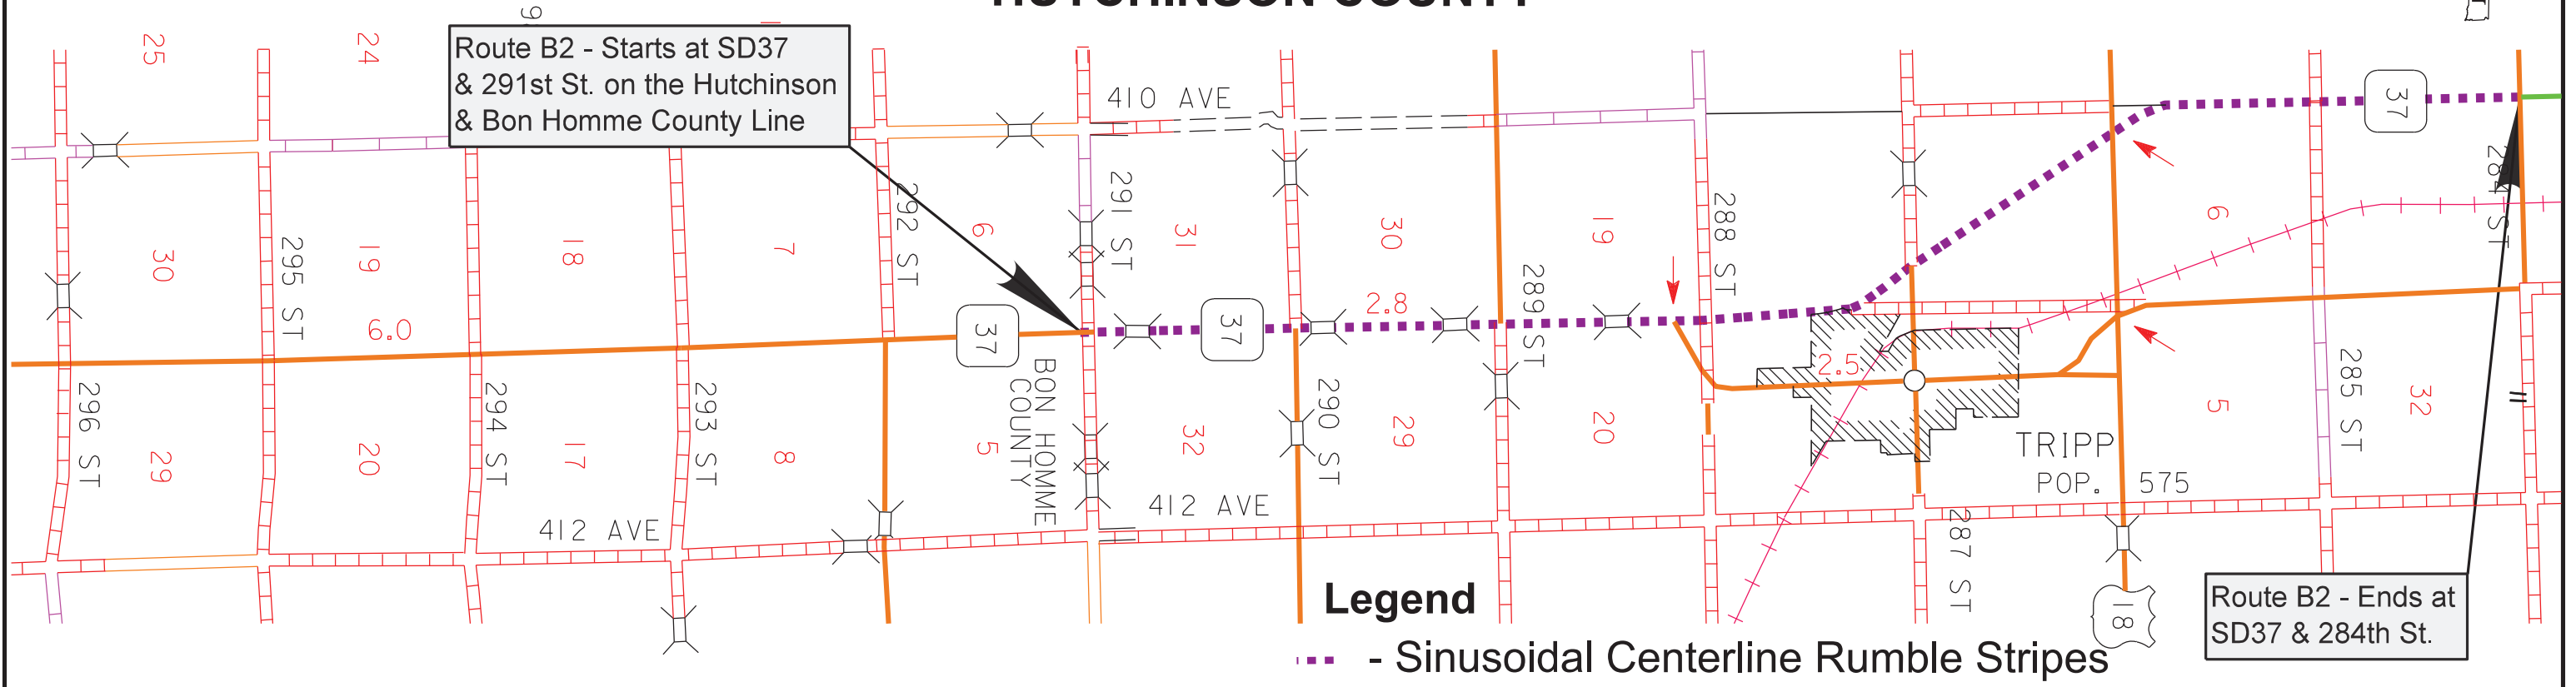 HUTCHINSON COUNTY
Route B2 - Starts at SD37
& 291st St. on the Hutchinson
& Bon Homme County Line
25
24
410 AVE
37
30
295 ST
19
6.0
18
7
292 ST
6
291 ST
31
30
2.8
19
288 ST
289 ST
6
284 ST
37
37
296 ST
29
20
294 ST
17
293 ST
8
5
BON HOMME
COUNTY
32
290 ST
29
20
2.5
TRIPP
POP. 575
5
285 ST
32
412 AVE
412 AVE
287 ST
18
Route B2 - Ends at
SD37 & 284th St.
Legend
- Sinusoidal Centerline Rumble Stripes